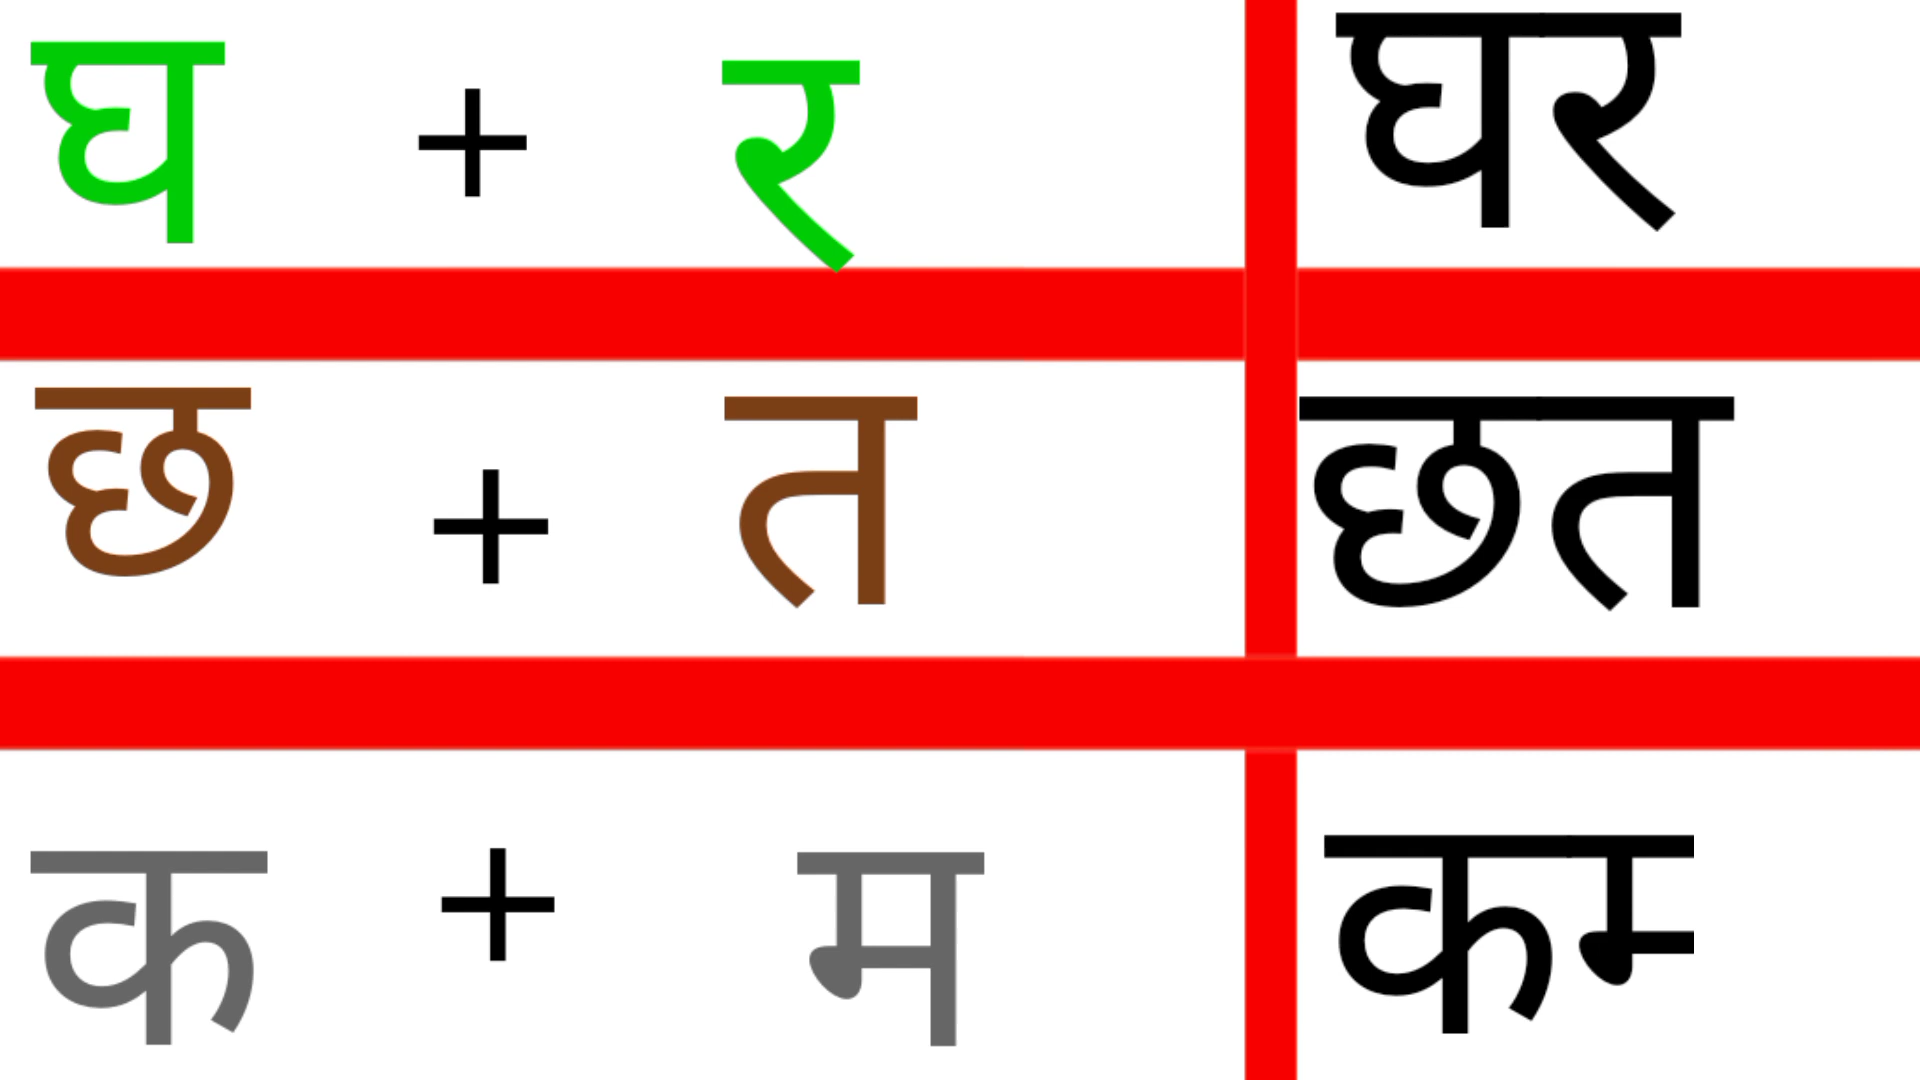 घ + र घर
छ + त छत
क + म कम्‍